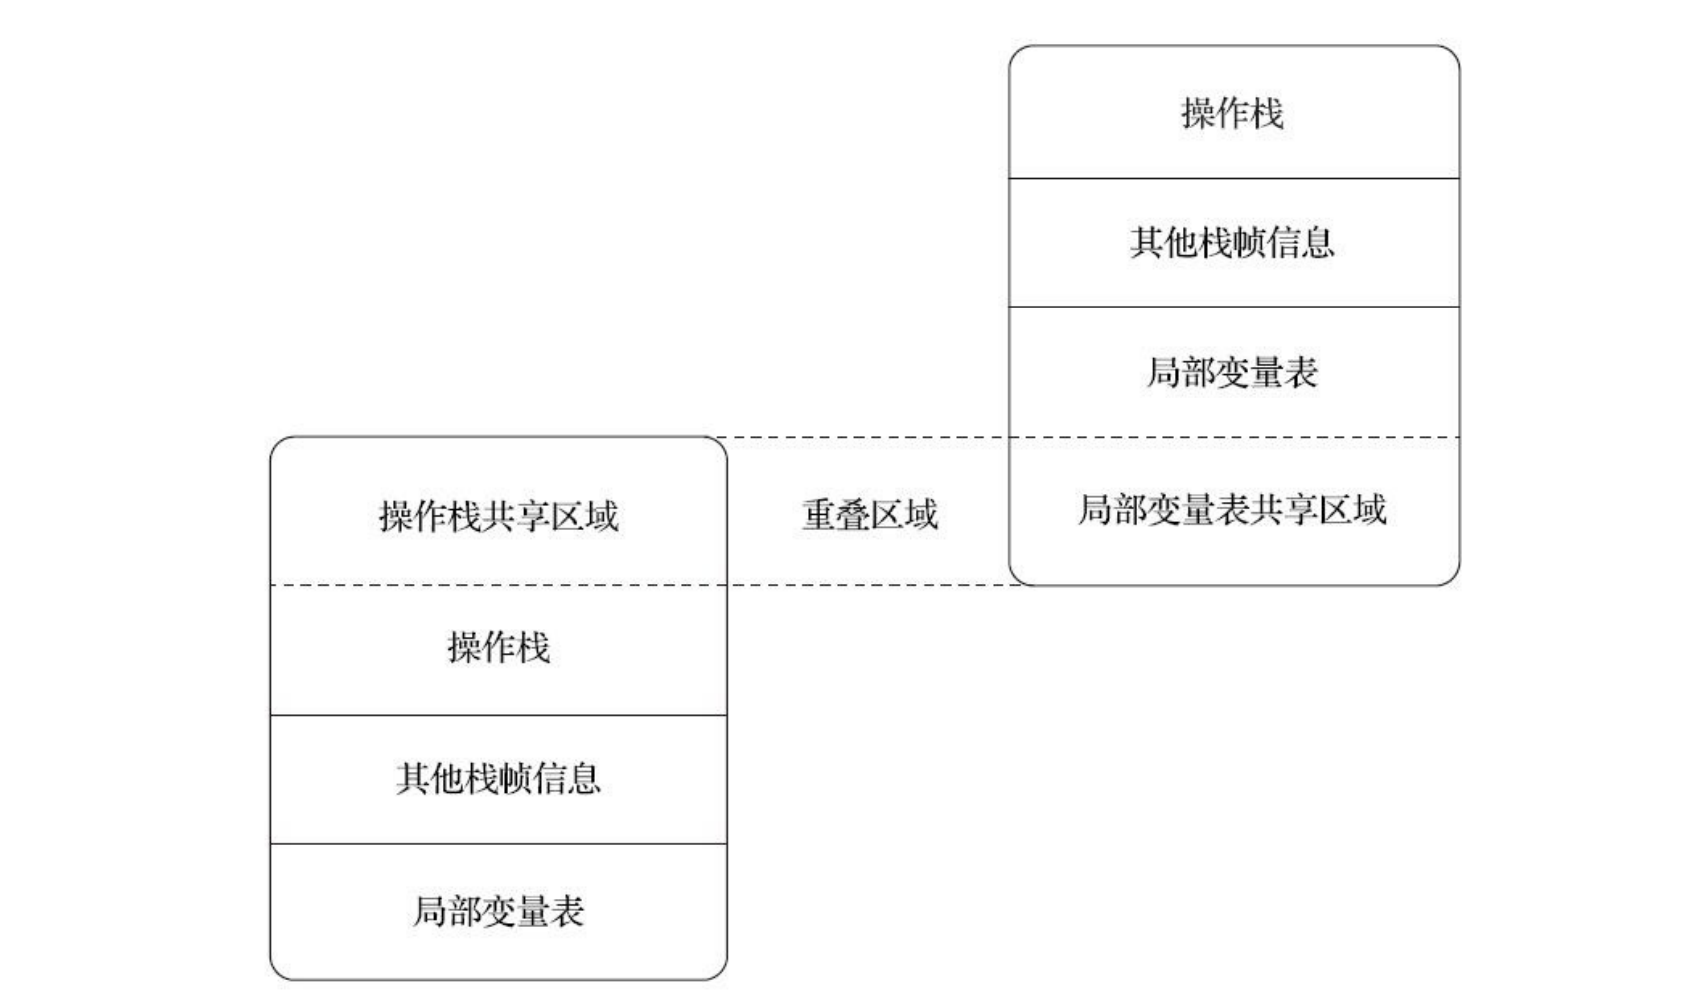 操作栈
其他栈帧信息
局部变量表
操作栈共享区域
重叠区域
局部变量表共享区域
操作栈
其他栈帧信息
局部变量表